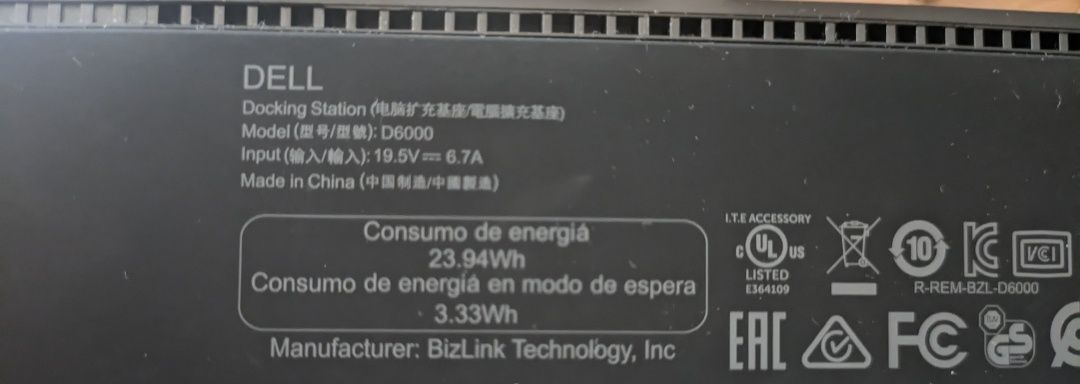 DELL
Docking Station (电脑扩充基座/電腦擴充基座)
Model (型号/型號): D6000
Input (输入/輸入): 19.5V⎓ 6.7A
Made in China (中国制造/中國製造)
Consumo de energiá
23.94Wh
Consumo de energiá en modo de espera
3.33Wh
Manufacturer: BizLink Technology, Inc
I.T.E ACCESSORY
C UL US
LISTED
E364109
10
VCI
R-REM-BZL-D6000
EAC
FC
TUV
GS